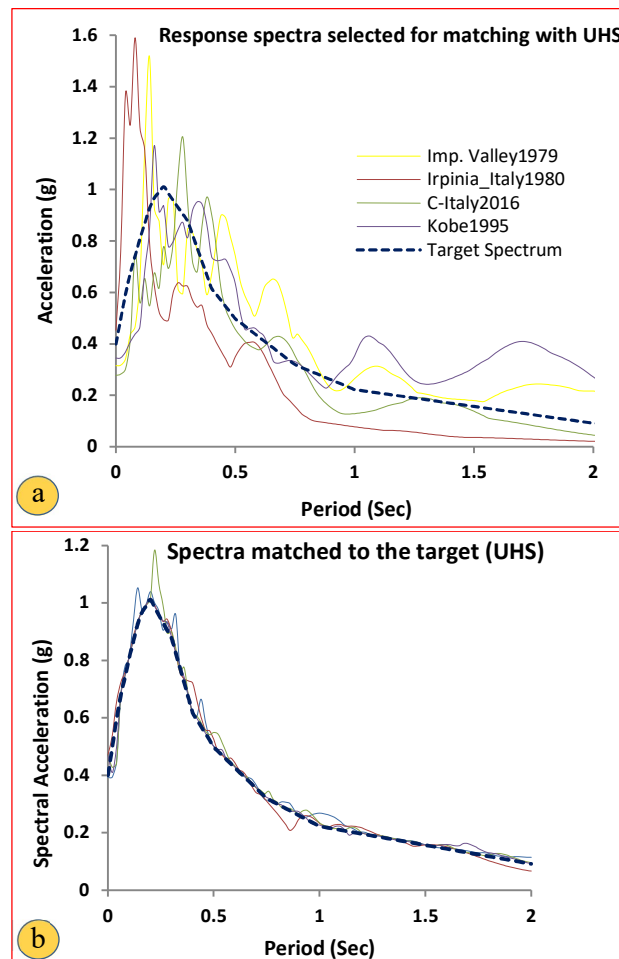 Response spectra selected for matching with UHS
1.6
1.4
1.2
1
0.8
0.6
0.4
0.2
0
Acceleration (g)
Imp. Valley1979
Irpinia_Italy1980
C-Italy2016
Kobe1995
Target Spectrum
0 0.5 1 1.5 2
Period (Sec)
a
Spectra matched to the target (UHS)
1.2
1
0.8
0.6
0.4
0.2
0
Spectral Acceleration (g)
0 0.5 1 1.5 2
Period (Sec)
b